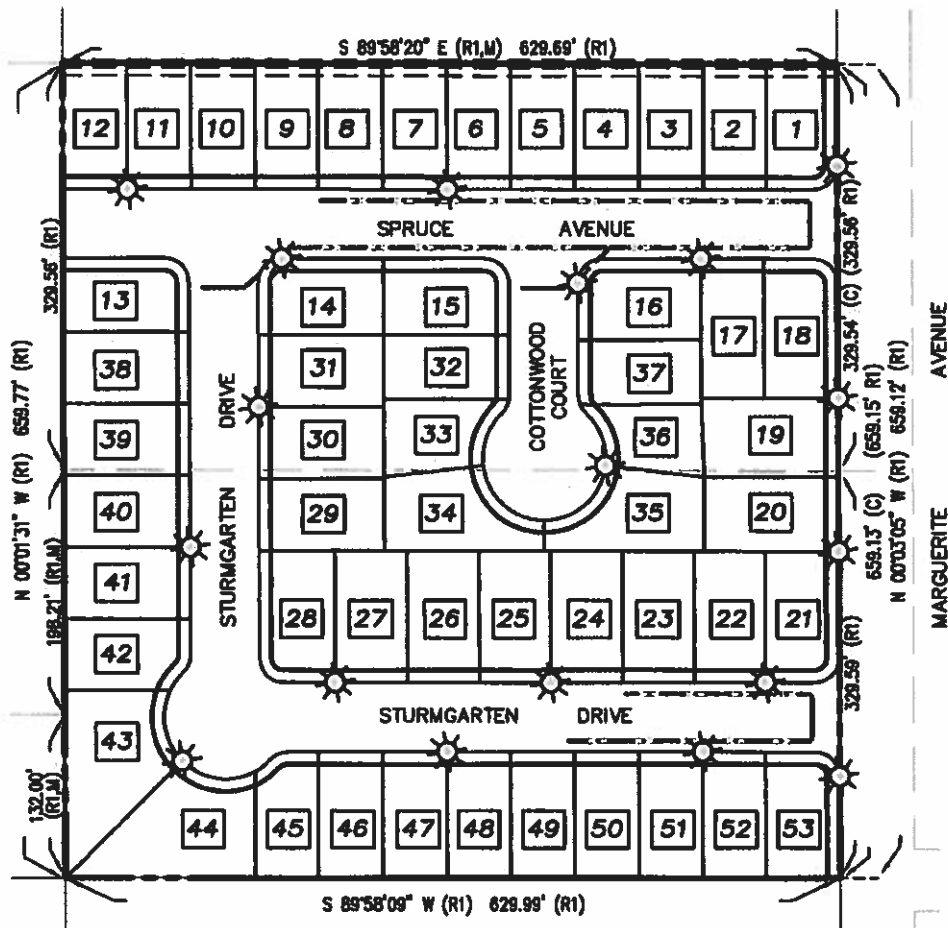 S 89°58'20" E (R1,M) 629.69' (R1)
12 11 10 9 8 7 6 5 4 3 2 1
SPRUCE AVENUE
329.56' (R1)
329.54' (C) (329.56' R1)
13 14 15 16 17 18
38 31 32 37
39 30 33 36 19
COTTONWOOD
COURT
40 29 34 35 20
STURMGARTEN DRIVE
N 00°01'31" W (R1) 659.77' (R1)
198.21' (R1,M)
659.13' (C) (659.15' R1)
N 00°03'05" W (R1) 659.12' (R1)
MARGUERITE AVENUE
41 28 27 26 25 24 23 22 21
42
329.59' (R1)
STURMGARTEN DRIVE
43
132.00'
(R1,M)
44 45 46 47 48 49 50 51 52 53
S 89°58'09" W (R1) 629.99' (R1)